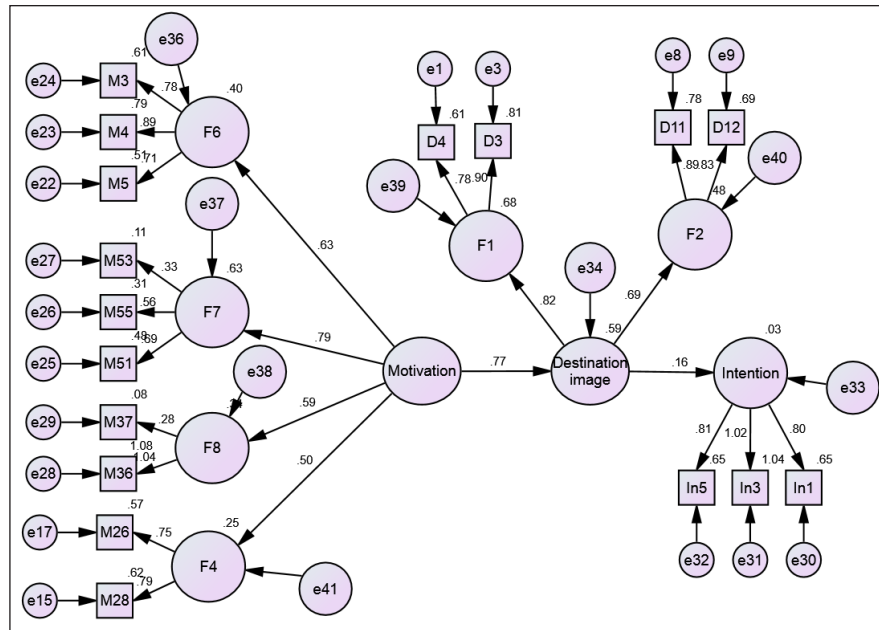 e36
.61
e24
M3
.78
.40
.79
e23
M4
.89
F6
.51
.71
e22
M5
e1
e3
.61
.81
D4
D3
e39
.78
.90
.68
F1
e8
e9
.78
.69
D11
D12
.89
.83
e40
.48
F2
e37
.63
.11
e27
M53
.33
.63
.31
e26
M55
.56
F7
.48
.69
e25
M51
.79
e34
.82
.69
.59
Motivation
.77
Destination
image
.16
.03
Intention
e33
e38
.08
e29
M37
.28
.59
1.08
F8
1.04
e28
M36
.50
.81
1.02
.80
.65
1.04
.65
In5
In3
In1
e32
e31
e30
.57
e17
M26
.75
.25
F4
.62
.79
e15
M28
e41